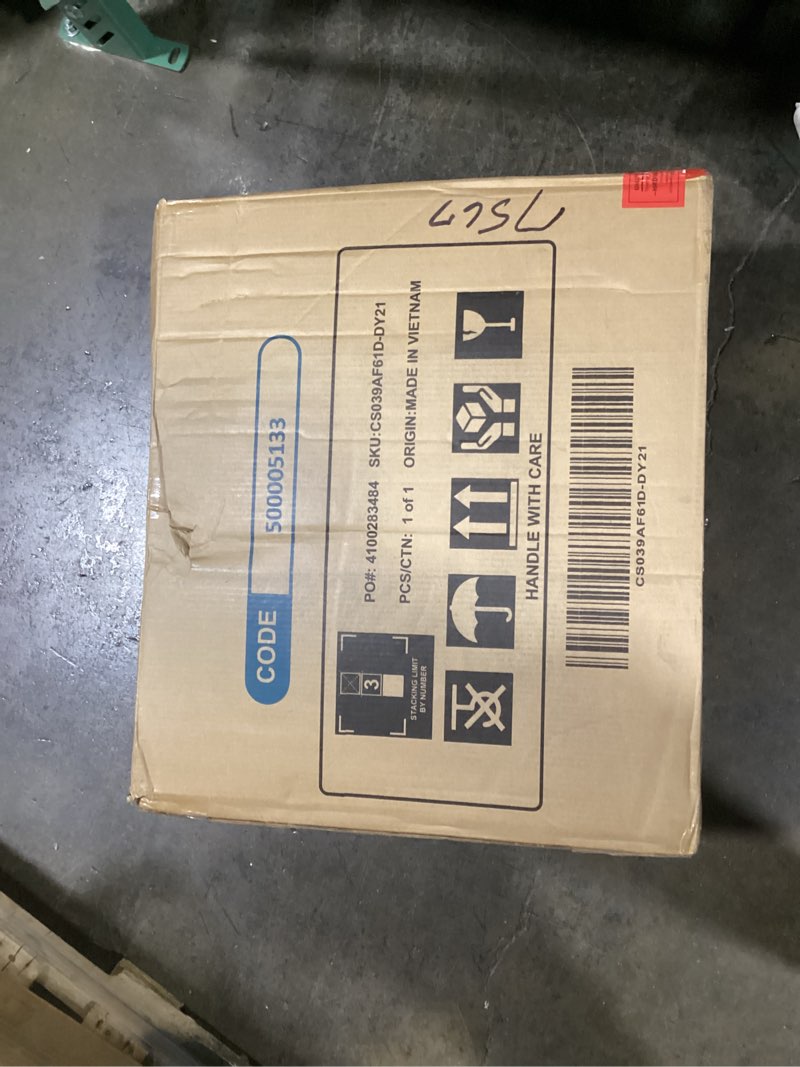 CODE 500005133
PO#: 4100283484 SKU:CS039AF61D-DY21
PCS/CTN: 1 of 1 ORIGIN:MADE IN VIETNAM
3
STACKING LIMIT
BY NUMBER
HANDLE WITH CARE
CS039AF61D-DY21